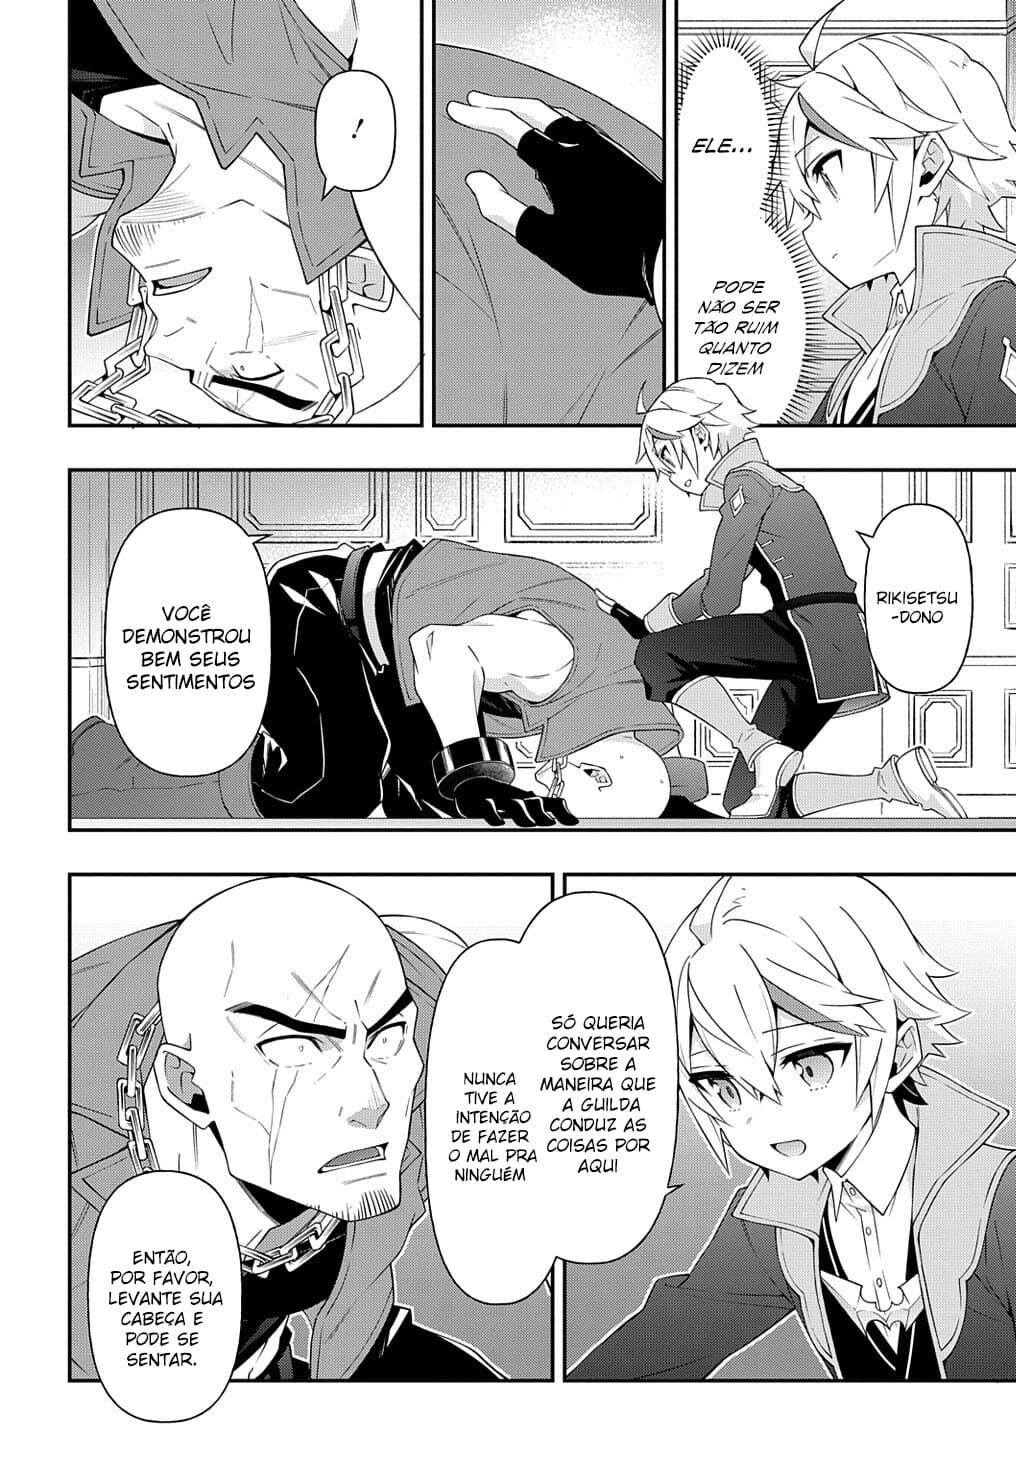 ELE...
PODE
NÃO SER
TÃO RUIM
QUANTO
DIZEM
!
RIKISETSU
-DONO
VOCÊ
DEMONSTROU
BEM SEUS
SENTIMENTOS
SÓ QUERIA
CONVERSAR
SOBRE A
MANEIRA QUE
A GUILDA
CONDUZ AS
COISAS POR
AQUI
NUNCA
TIVE A
INTENÇÃO
DE FAZER
O MAL PRA
NINGUÉM
ENTÃO,
POR FAVOR,
LEVANTE SUA
CABEÇA E
PODE SE
SENTAR.